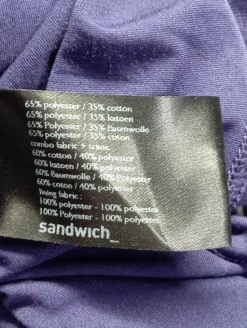 65% polyester / 35% cotton
65% polyester / 35% katoen
65% Polyester / 35% Baumwolle
65% polyester / 35% coton
combo fabric + trims:
60% cotton / 40% polyester
60% katoen / 40% polyester
60% Baumwolle / 40% Polyester
60% coton / 40% polyester
lining fabric :
100% polyester - 100% polyester
100% Polyester - 100% polyester
sandwich_